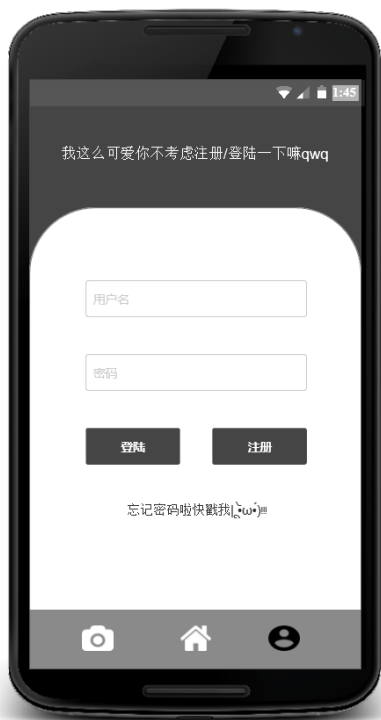 1:45
我这么可爱你不考虑注册/登陆一下嘛qwq
用户名
密码
登陆 注册
忘记密码啦快戳我|ू•ૅω•́)ᵎᵎᵎ